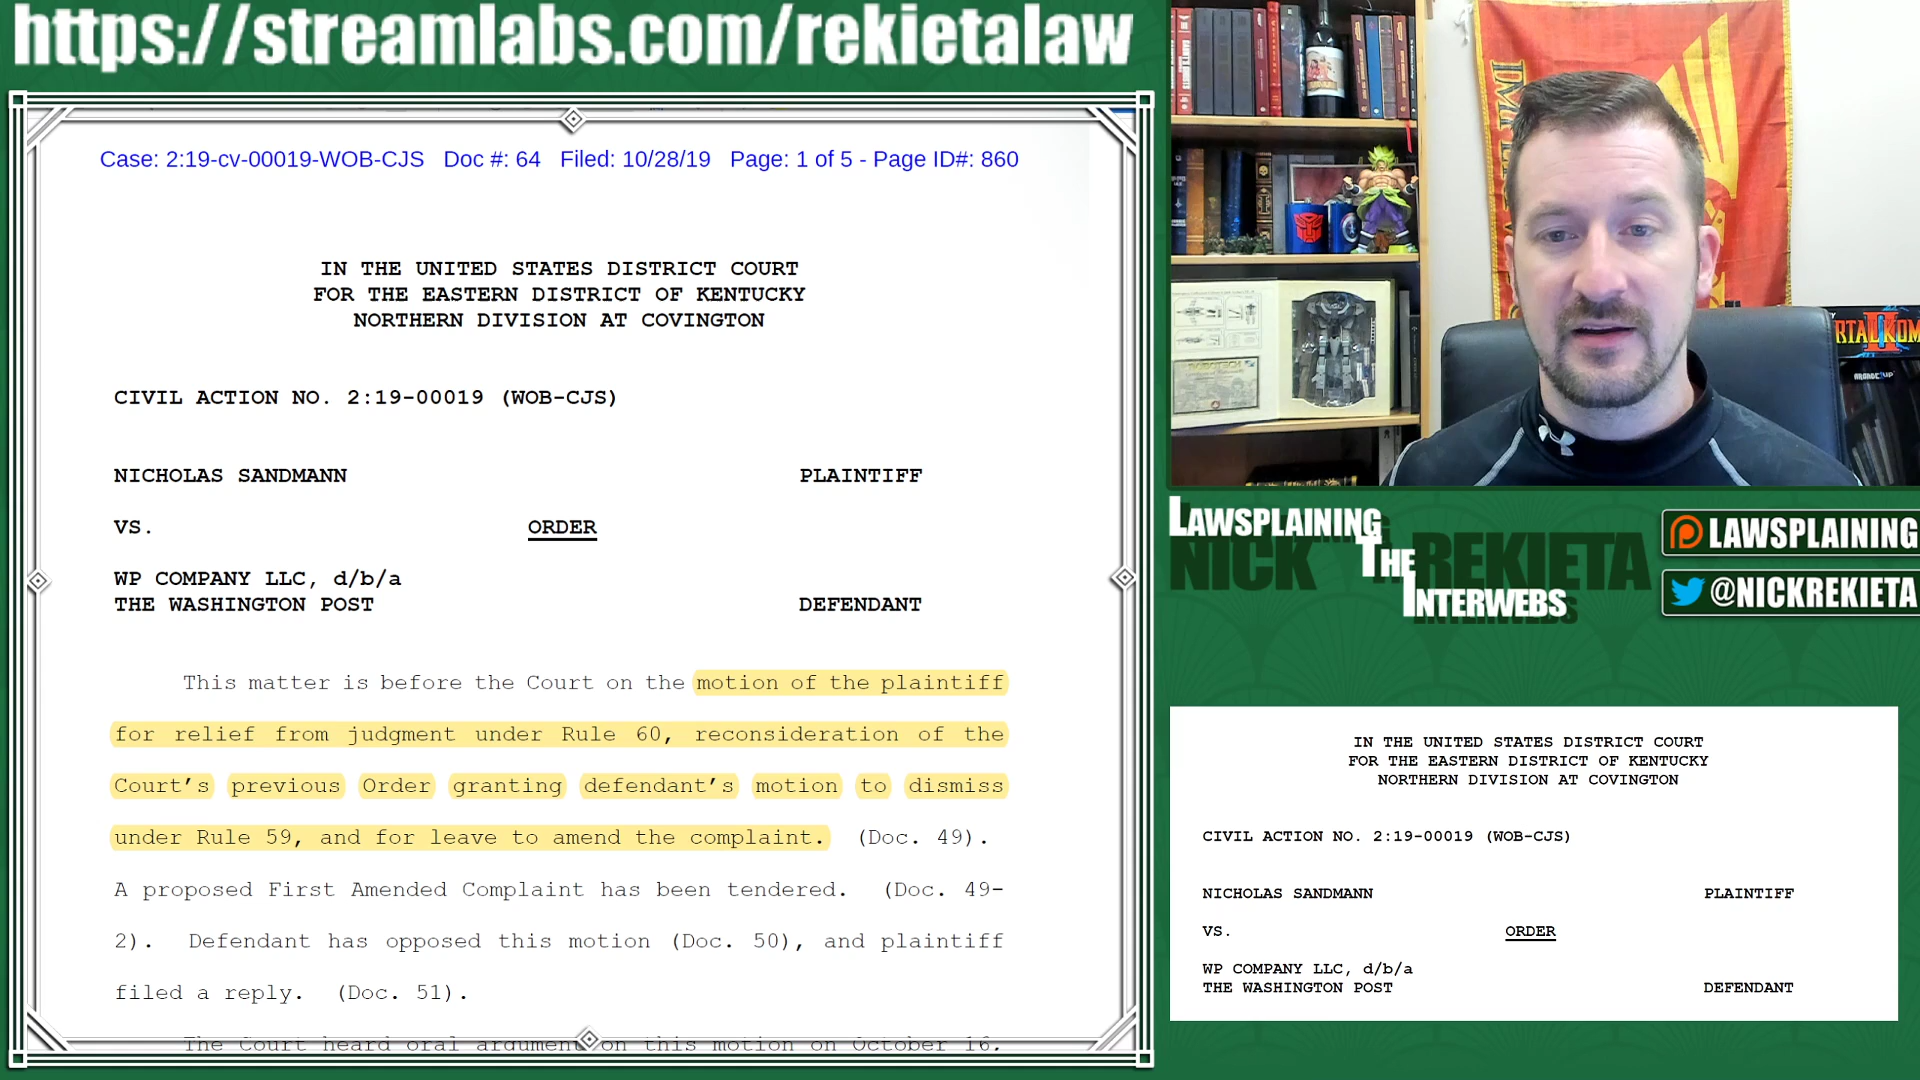 https://streamlabs.com/rekietalaw
Case: 2:19-cv-00019-WOB-CJS Doc #: 64 Filed: 10/28/19 Page: 1 of 5 - Page ID#: 860
IN THE UNITED STATES DISTRICT COURT
FOR THE EASTERN DISTRICT OF KENTUCKY
NORTHERN DIVISION AT COVINGTON
CIVIL ACTION NO. 2:19-00019 (WOB-CJS)
NICHOLAS SANDMANN PLAINTIFF
VS. ORDER
WP COMPANY LLC, d/b/a
THE WASHINGTON POST DEFENDANT
This matter is before the Court on the motion of the plaintiff
for relief from judgment under Rule 60, reconsideration of the
Court's previous Order granting defendant's motion to dismiss
under Rule 59, and for leave to amend the complaint. (Doc. 49).
A proposed First Amended Complaint has been tendered. (Doc. 49-
2). Defendant has opposed this motion (Doc. 50), and plaintiff
filed a reply. (Doc. 51).
The Court heard oral argument on this motion on October 16,
ROBOTECH
RTAL KOM
II
ARCADE1UP
LAWSPLAINING
THE
INTERWEBS
NICK REKIETA
INTERWEBS
LAWSPLAINING
@NICKREKIETA
IN THE UNITED STATES DISTRICT COURT
FOR THE EASTERN DISTRICT OF KENTUCKY
NORTHERN DIVISION AT COVINGTON
CIVIL ACTION NO. 2:19-00019 (WOB-CJS)
NICHOLAS SANDMANN PLAINTIFF
VS. ORDER
WP COMPANY LLC, d/b/a
THE WASHINGTON POST DEFENDANT